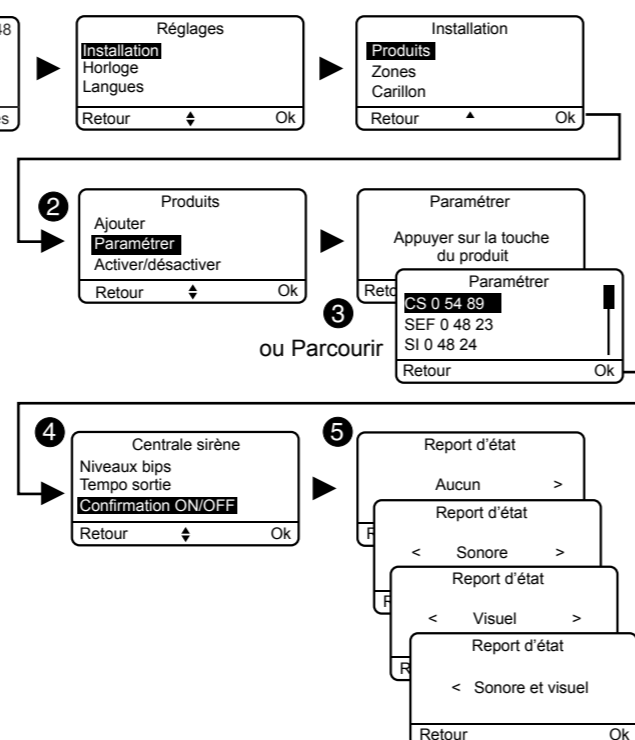 48
s
Réglages
Installation
Horloge
Langues
Retour Ok
Installation
Produits
Zones
Carillon
Retour Ok
2
Produits
Ajouter
Paramétrer
Activer/désactiver
Retour Ok
Paramétrer
Appuyer sur la touche
du produit
Reto
3
ou Parcourir
Paramétrer
CS 0 54 89
SEF 0 48 23
SI 0 48 24
Retour Ok
4
Centrale sirène
Niveaux bips
Tempo sortie
Confirmation ON/OFF
Retour Ok
5
Report d'état
Aucun >
R
Report d'état
< Sonore >
R
Report d'état
< Visuel >
R
Report d'état
< Sonore et visuel
Retour Ok